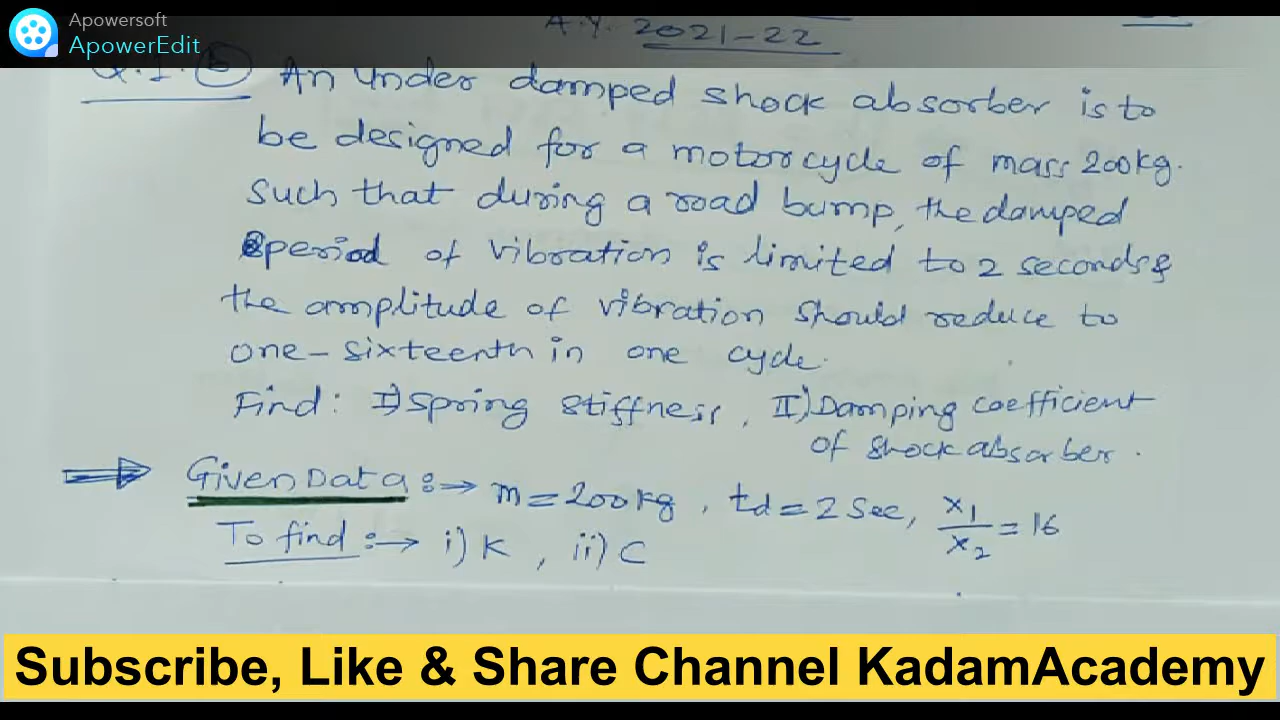 Apowersoft
ApowerEdit
A.Y. 2021-22
Q.1. (b) An under damped shock absorber is to
be designed for a motorcycle of mass 200kg.
Such that during a road bump, the damped
period of vibration is limited to 2 seconds &
the amplitude of vibration should reduce to
one-sixteenth in one cycle.
Find: I) Spring stiffness, II) Damping coefficient
of shock absorber.
Given Data :→ m = 200kg, td = 2 Sec, x1/x2 = 16
To find :→ i) K, ii) C
Subscribe, Like & Share Channel KadamAcademy